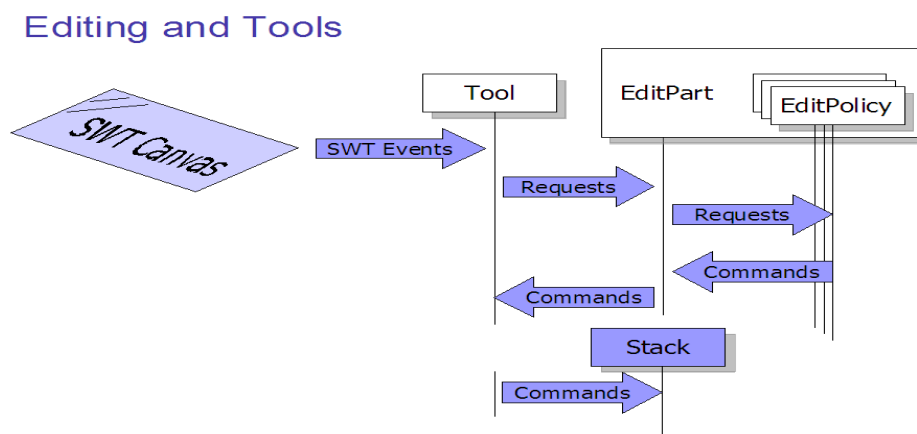 Editing and Tools
Tool
EditPart
EditPolicy
SWT Canvas
SWT Events
Requests
Requests
Commands
Commands
Stack
Commands